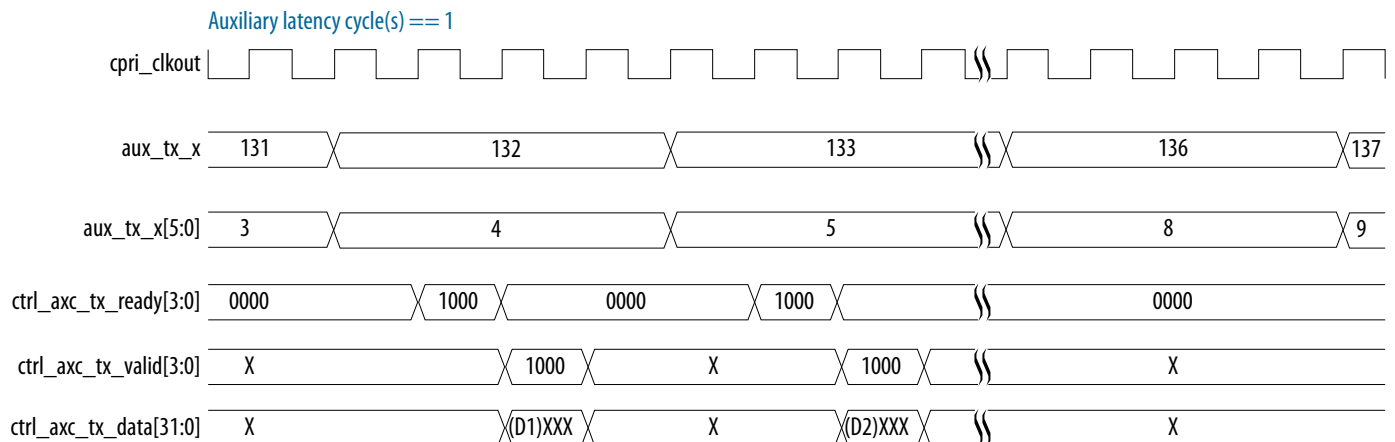 Auxiliary latency cycle(s) == 1
cpri_clkout
aux_tx_x 131 132 133 136 137
aux_tx_x[5:0] 3 4 5 8 9
ctrl_axc_tx_ready[3:0] 0000 1000 0000 1000 0000
ctrl_axc_tx_valid[3:0] X 1000 X 1000 X
ctrl_axc_tx_data[31:0] X (D1)XXX X (D2)XXX X